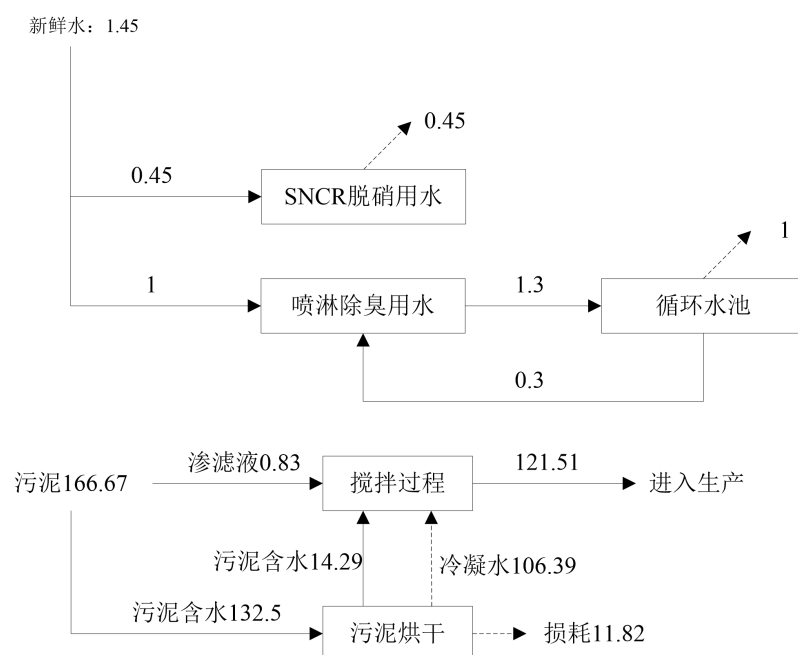 新鲜水：1.45
0.45
0.45
SNCR脱硝用水
1
1
喷淋除臭用水
1.3
循环水池
0.3
污泥166.67
渗滤液0.83
搅拌过程
121.51
进入生产
污泥含水14.29
冷凝水106.39
污泥含水132.5
污泥烘干
损耗11.82